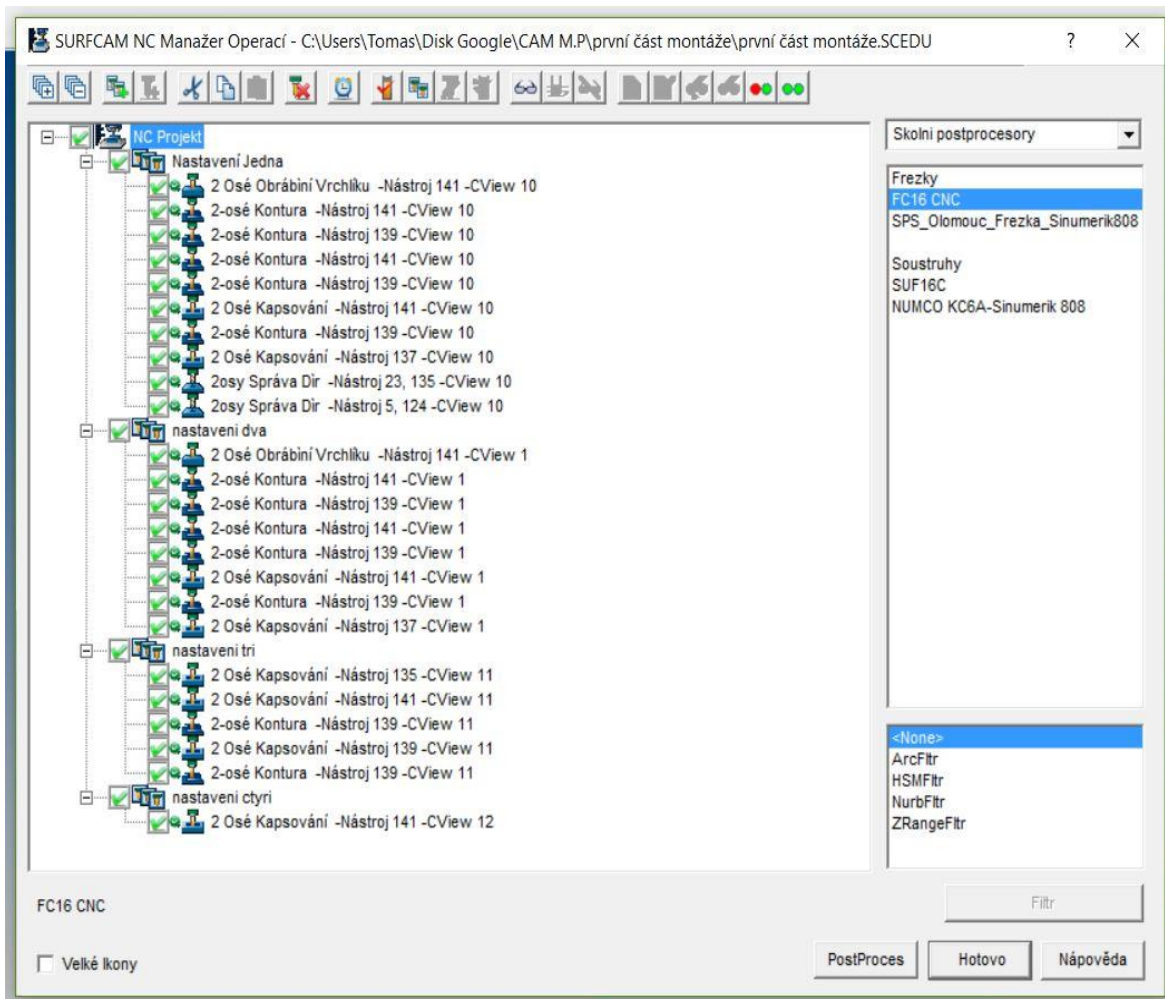 SURFCAM NC Manažer Operací - C:\Users\Tomas\Disk Google\CAM M.P\první část montáže\první část montáže.SCEDU
NC Projekt
Nastavení Jedna
2 Osé Obrábìní Vrchlíku -Nástroj 141 -CView 10
2-osé Kontura -Nástroj 141 -CView 10
2-osé Kontura -Nástroj 139 -CView 10
2-osé Kontura -Nástroj 141 -CView 10
2-osé Kontura -Nástroj 139 -CView 10
2 Osé Kapsování -Nástroj 141 -CView 10
2-osé Kontura -Nástroj 139 -CView 10
2 Osé Kapsování -Nástroj 137 -CView 10
2osy Správa Dìr -Nástroj 23, 135 -CView 10
2osy Správa Dìr -Nástroj 5, 124 -CView 10
nastaveni dva
2 Osé Obrábìní Vrchlíku -Nástroj 141 -CView 1
2-osé Kontura -Nástroj 141 -CView 1
2-osé Kontura -Nástroj 139 -CView 1
2-osé Kontura -Nástroj 141 -CView 1
2-osé Kontura -Nástroj 139 -CView 1
2 Osé Kapsování -Nástroj 141 -CView 1
2-osé Kontura -Nástroj 139 -CView 1
2 Osé Kapsování -Nástroj 137 -CView 1
nastaveni tri
2 Osé Kapsování -Nástroj 135 -CView 11
2 Osé Kapsování -Nástroj 141 -CView 11
2-osé Kontura -Nástroj 139 -CView 11
2 Osé Kapsování -Nástroj 139 -CView 11
2-osé Kontura -Nástroj 139 -CView 11
nastaveni ctyri
2 Osé Kapsování -Nástroj 141 -CView 12
Skolni postprocesory
Frezky
FC16 CNC
SPS_Olomouc_Frezka_Sinumerik808
Soustruhy
SUF16C
NUMCO KC6A-Sinumerik 808
<None>
ArcFltr
HSMFltr
NurbFltr
ZRangeFltr
FC16 CNC
Filtr
Velké Ikony
PostProces
Hotovo
Nápověda